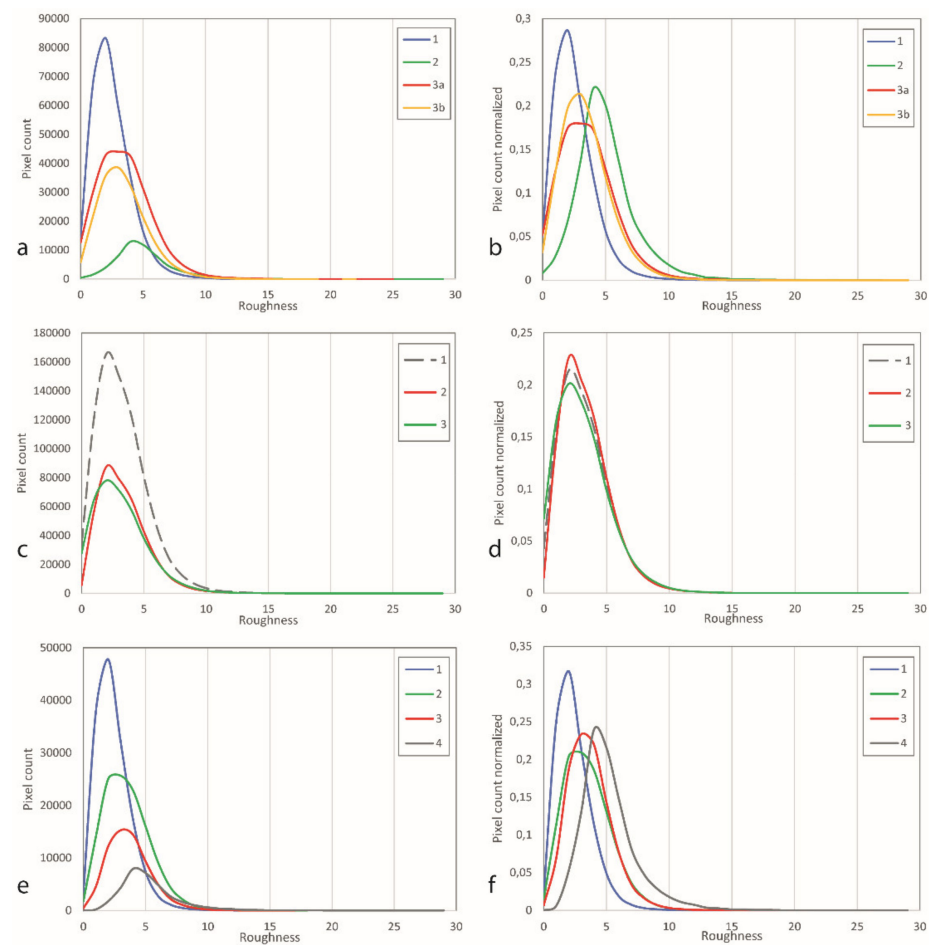 90000
80000
70000
60000
50000
40000
30000
20000
10000
0
Pixel count
0 5 10 15 20 25 30
Roughness
1
2
3a
3b
a
0,3
0,25
0,2
0,15
0,1
0,05
0
Pixel count normalized
0 5 10 15 20 25 30
Roughness
1
2
3a
3b
b
180000
160000
140000
120000
100000
80000
60000
40000
20000
0
Pixel count
0 5 10 15 20 25 30
Roughness
1
2
3
c
0,25
0,2
0,15
0,1
0,05
0
Pixel count normalized
0 5 10 15 20 25 30
Roughness
1
2
3
d
50000
40000
30000
20000
10000
0
Pixel count
0 5 10 15 20 25 30
Roughness
1
2
3
4
e
0,35
0,3
0,25
0,2
0,15
0,1
0,05
0
Pixel count normalized
0 5 10 15 20 25 30
Roughness
1
2
3
4
f